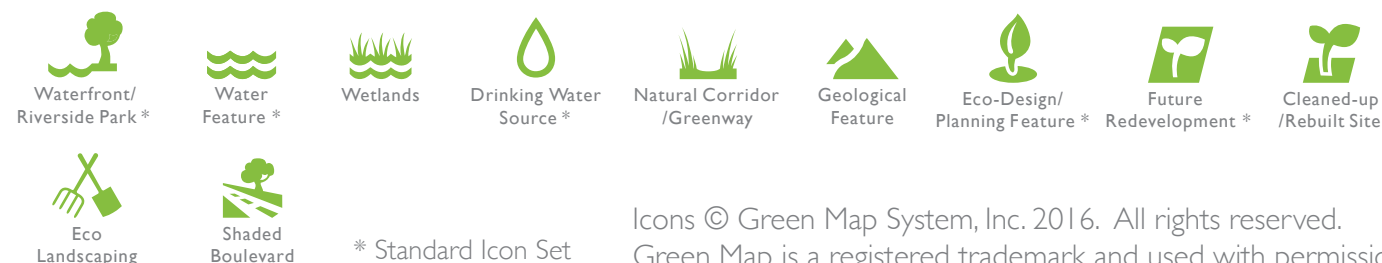 Waterfront/
Riverside Park *
Water
Feature *
Wetlands
Drinking Water
Source *
Natural Corridor
/Greenway
Geological
Feature
Eco-Design/
Planning Feature *
Future
Redevelopment *
Cleaned-up
/Rebuilt Site
Eco
Landscaping
Shaded
Boulevard
* Standard Icon Set
Icons © Green Map System, Inc. 2016. All rights reserved.
Green Map is a registered trademark and used with